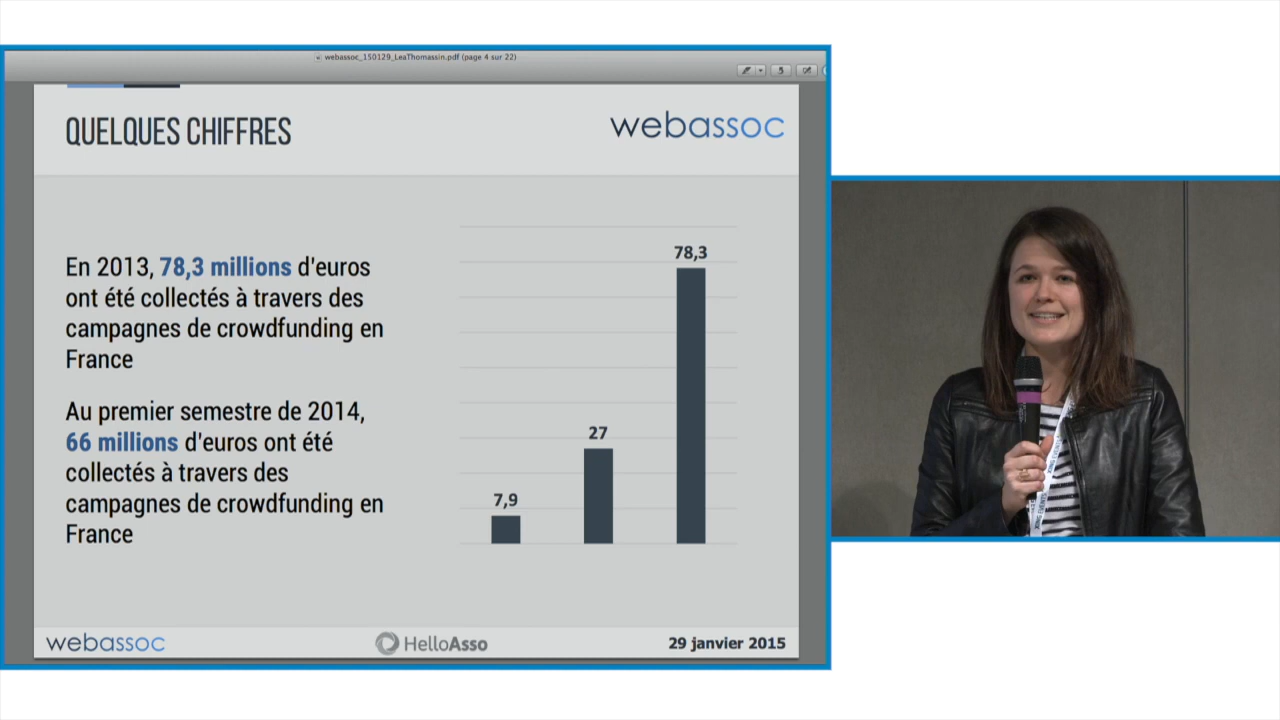 webassoc_150129_LeaThomassin.pdf (page 4 sur 22)
QUELQUES CHIFFRES
webassoc
En 2013, 78,3 millions d'euros
ont été collectés à travers des
campagnes de crowdfunding en
France
Au premier semestre de 2014,
66 millions d'euros ont été
collectés à travers des
campagnes de crowdfunding en
France
7,9
27
78,3
webassoc
HelloAsso
29 janvier 2015
XING EVENTS